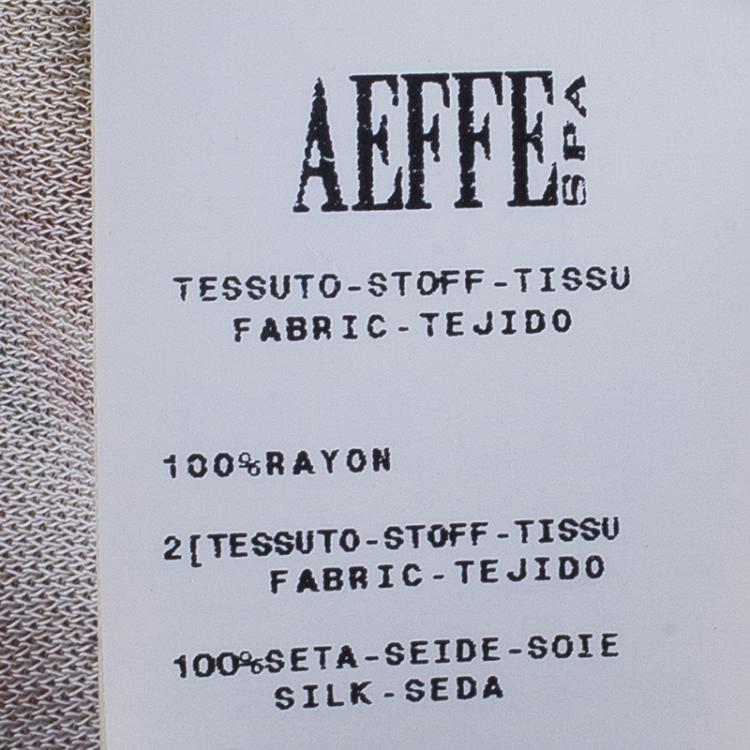 AEFFE SPA
TESSUTO-STOFF-TISSU
FABRIC-TEJIDO
100%RAYON
2[TESSUTO-STOFF-TISSU
FABRIC-TEJIDO
100%SETA-SEIDE-SOIE
SILK-SEDA